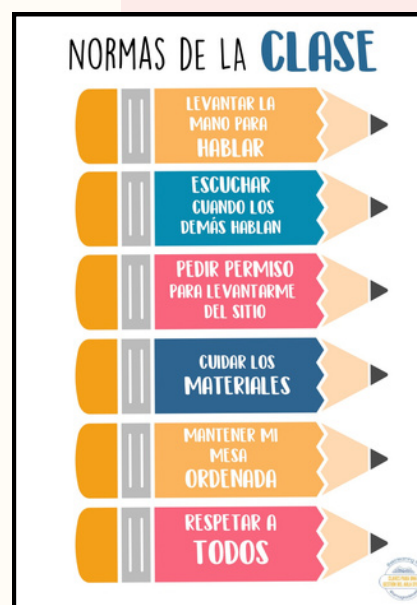 NORMAS DE LA CLASE
LEVANTAR LA
MANO PARA
HABLAR
ESCUCHAR
CUANDO LOS
DEMÁS HABLAN
PEDIR PERMISO
PARA LEVANTARME
DEL SITIO
CUIDAR LOS
MATERIALES
MANTENER MI
MESA
ORDENADA
RESPETAR A
TODOS